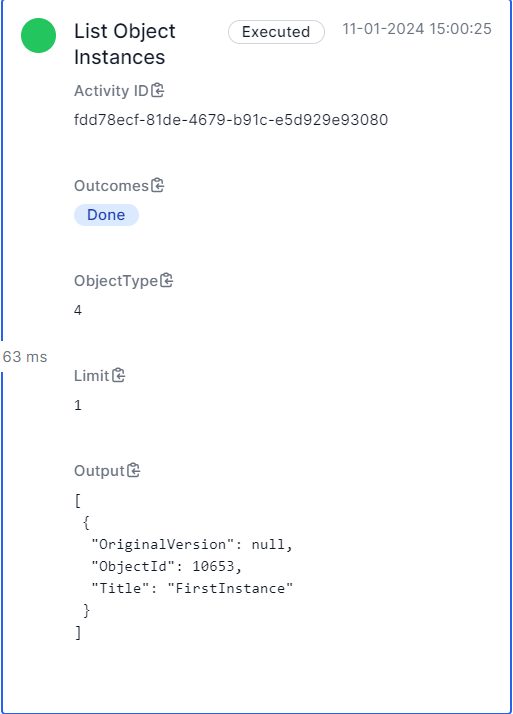 List Object Instances
Executed
11-01-2024 15:00:25
Activity ID
fdd78ecf-81de-4679-b91c-e5d929e93080
Outcomes
Done
ObjectType
4
63 ms
Limit
1
Output
[
{
"OriginalVersion": null,
"ObjectId": 10653,
"Title": "FirstInstance"
}
]